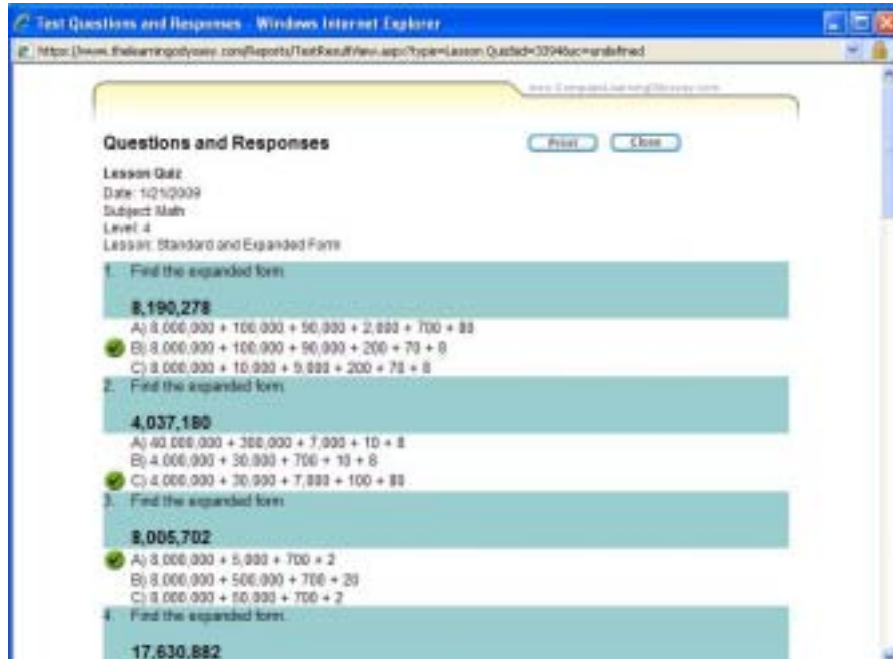 Test Questions and Responses - Windows Internet Explorer
Questions and Responses
Print
Close
Lesson Quiz
Date: 1/21/2009
Subject: Math
Level: 4
Lesson: Standard and Expanded Form
1. Find the expanded form.
8,190,278
A) 8,000,000 + 100,000 + 90,000 + 2,000 + 700 + 80
B) 8,000,000 + 100,000 + 90,000 + 200 + 70 + 8
C) 8,000,000 + 10,000 + 9,000 + 200 + 70 + 8
2. Find the expanded form.
4,037,180
A) 40,000,000 + 300,000 + 7,000 + 10 + 8
B) 4,000,000 + 30,000 + 700 + 10 + 8
C) 4,000,000 + 30,000 + 7,000 + 100 + 80
3. Find the expanded form.
8,005,702
A) 8,000,000 + 5,000 + 700 + 2
B) 8,000,000 + 500,000 + 700 + 20
C) 8,000,000 + 50,000 + 700 + 2
4. Find the expanded form.
17,630,882